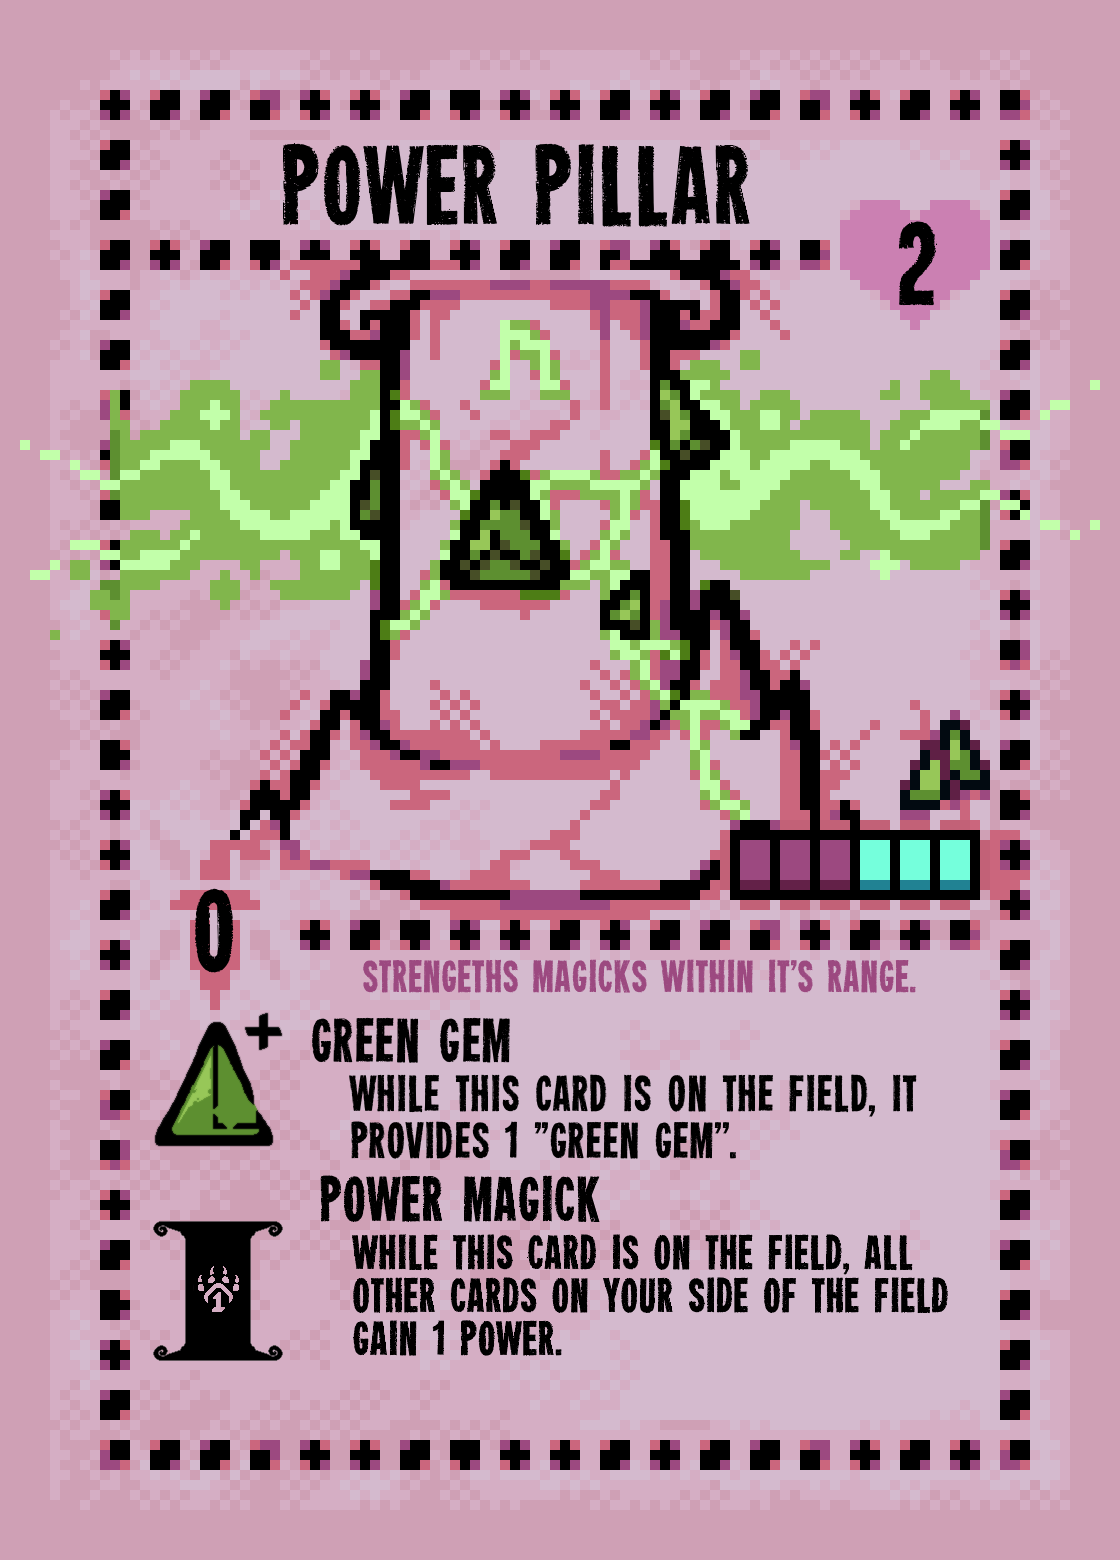 POWER PILLAR
2
0
STRENGETHS MAGICKS WITHIN IT'S RANGE.
+
GREEN GEM
WHILE THIS CARD IS ON THE FIELD, IT
PROVIDES 1 ”GREEN GEM”.
POWER MAGICK
WHILE THIS CARD IS ON THE FIELD, ALL
OTHER CARDS ON YOUR SIDE OF THE FIELD
GAIN 1 POWER.